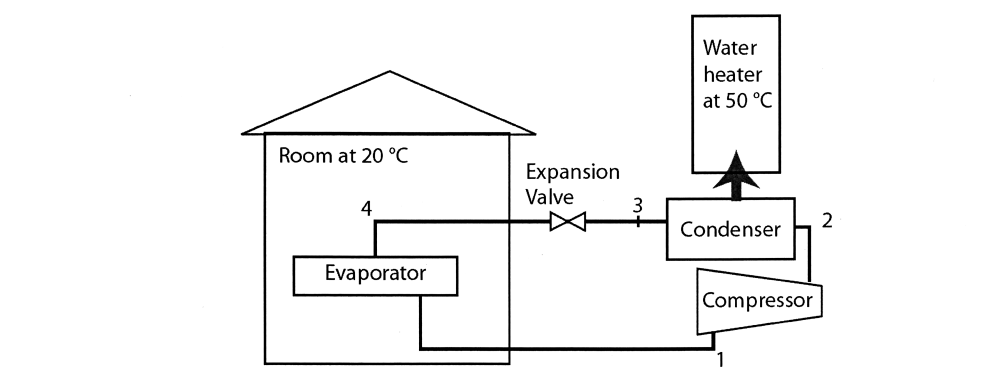 Water
heater
at 50 °C
Room at 20 °C
Expansion
Valve
4
3
2
Condenser
Evaporator
Compressor
1